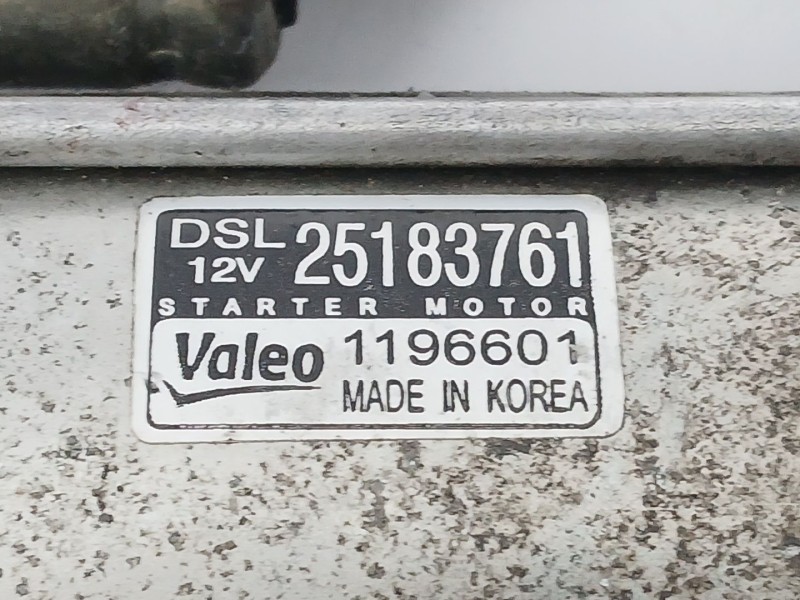 DSL 25183761
12V
STARTER MOTOR
Valeo 1196601
MADE IN KOREA